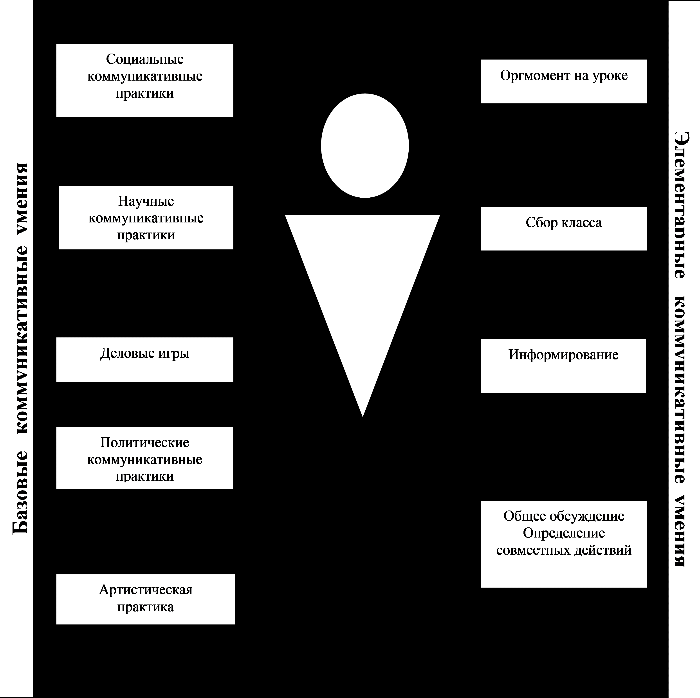 Базовые коммуникативные умения
Социальные
коммуникативные
практики
Научные
коммуникативные
практики
Деловые игры
Политические
коммуникативные
практики
Артистическая
практика
Оргмомент на уроке
Сбор класса
Информирование
Общее обсуждение
Определение
совместных действий
Элементарные коммуникативные умения